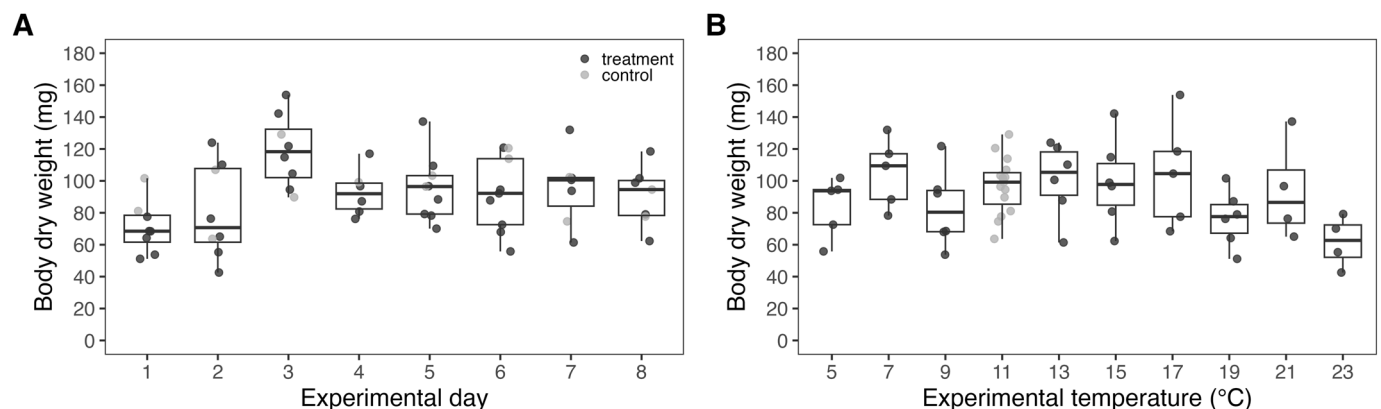 A
Body dry weight (mg)
180
160
140
120
100
80
60
40
20
0
treatment
control
1 2 3 4 5 6 7 8
Experimental day
B
Body dry weight (mg)
180
160
140
120
100
80
60
40
20
0
5 7 9 11 13 15 17 19 21 23
Experimental temperature (°C)